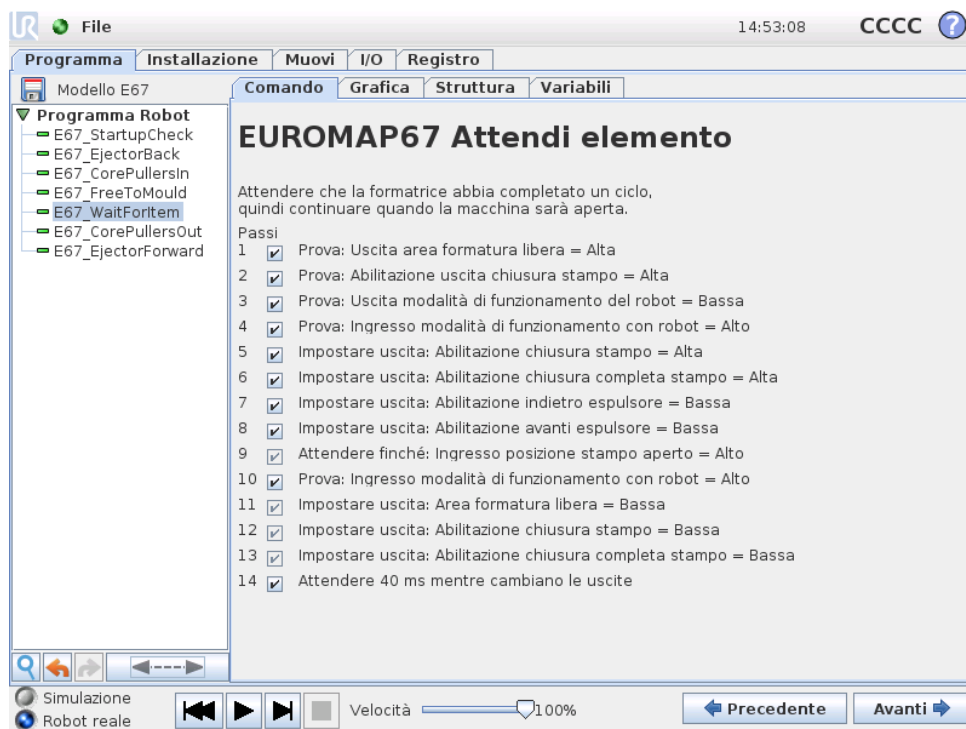 UR File 14:53:08 CCCC ?
Programma Installazione Muovi I/O Registro
Modello E67
Comando Grafica Struttura Variabili
Programma Robot
E67_StartupCheck
E67_EjectorBack
E67_CorePullersIn
E67_FreeToMould
E67_WaitForItem
E67_CorePullersOut
E67_EjectorForward
EUROMAP67 Attendi elemento
Attendere che la formatrice abbia completato un ciclo,
quindi continuare quando la macchina sarà aperta.
Passi
1 Prova: Uscita area formatura libera = Alta
2 Prova: Abilitazione uscita chiusura stampo = Alta
3 Prova: Uscita modalità di funzionamento del robot = Bassa
4 Prova: Ingresso modalità di funzionamento con robot = Alto
5 Impostare uscita: Abilitazione chiusura stampo = Alta
6 Impostare uscita: Abilitazione chiusura completa stampo = Alta
7 Impostare uscita: Abilitazione indietro espulsore = Bassa
8 Impostare uscita: Abilitazione avanti espulsore = Bassa
9 Attendere finché: Ingresso posizione stampo aperto = Alto
10 Prova: Ingresso modalità di funzionamento con robot = Alto
11 Impostare uscita: Area formatura libera = Bassa
12 Impostare uscita: Abilitazione chiusura stampo = Bassa
13 Impostare uscita: Abilitazione chiusura completa stampo = Bassa
14 Attendere 40 ms mentre cambiano le uscite
Simulazione
Robot reale
Velocità 100%
Precedente Avanti